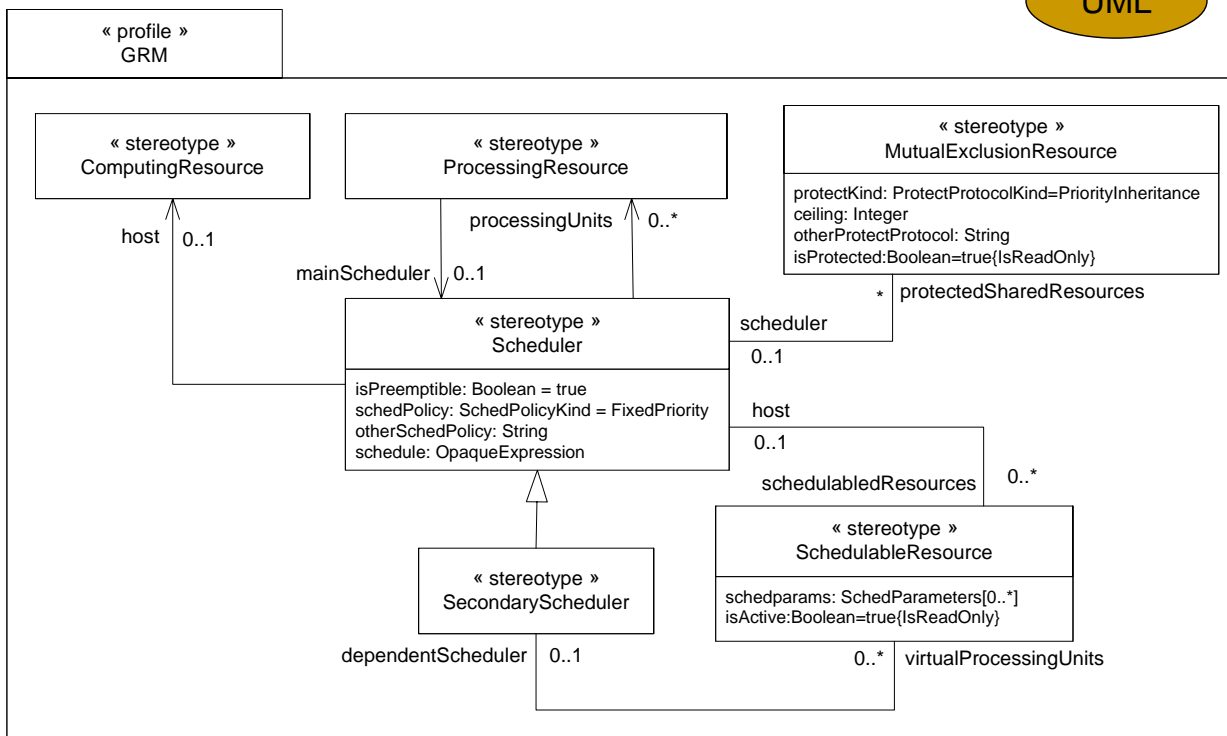 UML
« profile »
GRM
« stereotype »
ComputingResource
« stereotype »
ProcessingResource
« stereotype »
MutualExclusionResource
protectKind: ProtectProtocolKind=PriorityInheritance
ceiling: Integer
otherProtectProtocol: String
isProtected:Boolean=true{IsReadOnly}
host
0..1
processingUnits
0..*
mainScheduler
0..1
* protectedSharedResources
« stereotype »
Scheduler
isPreemptible: Boolean = true
schedPolicy: SchedPolicyKind = FixedPriority
otherSchedPolicy: String
schedule: OpaqueExpression
scheduler
0..1
host
0..1
schedulabledResources
0..*
« stereotype »
SchedulableResource
schedparams: SchedParameters[0..*]
isActive:Boolean=true{IsReadOnly}
« stereotype »
SecondaryScheduler
dependentScheduler
0..1
0..*
virtualProcessingUnits